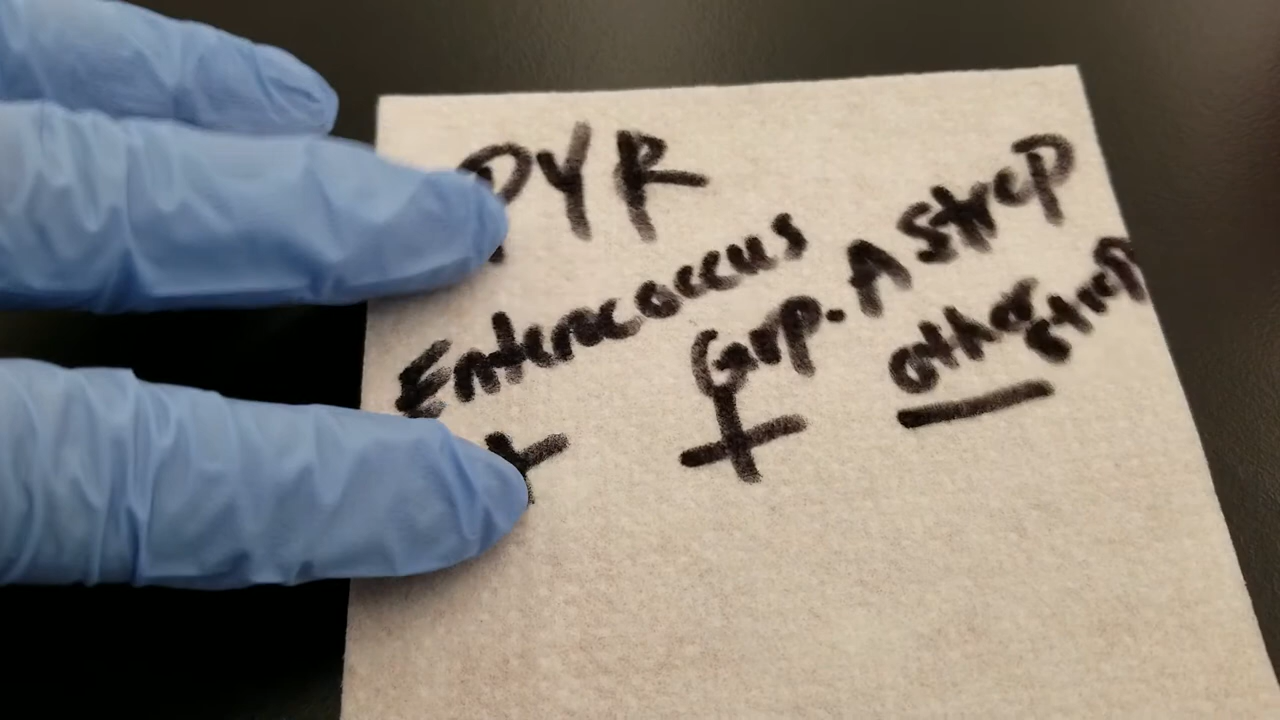 PYR
Enterococcus Grp. A Strep other strep
+ + -